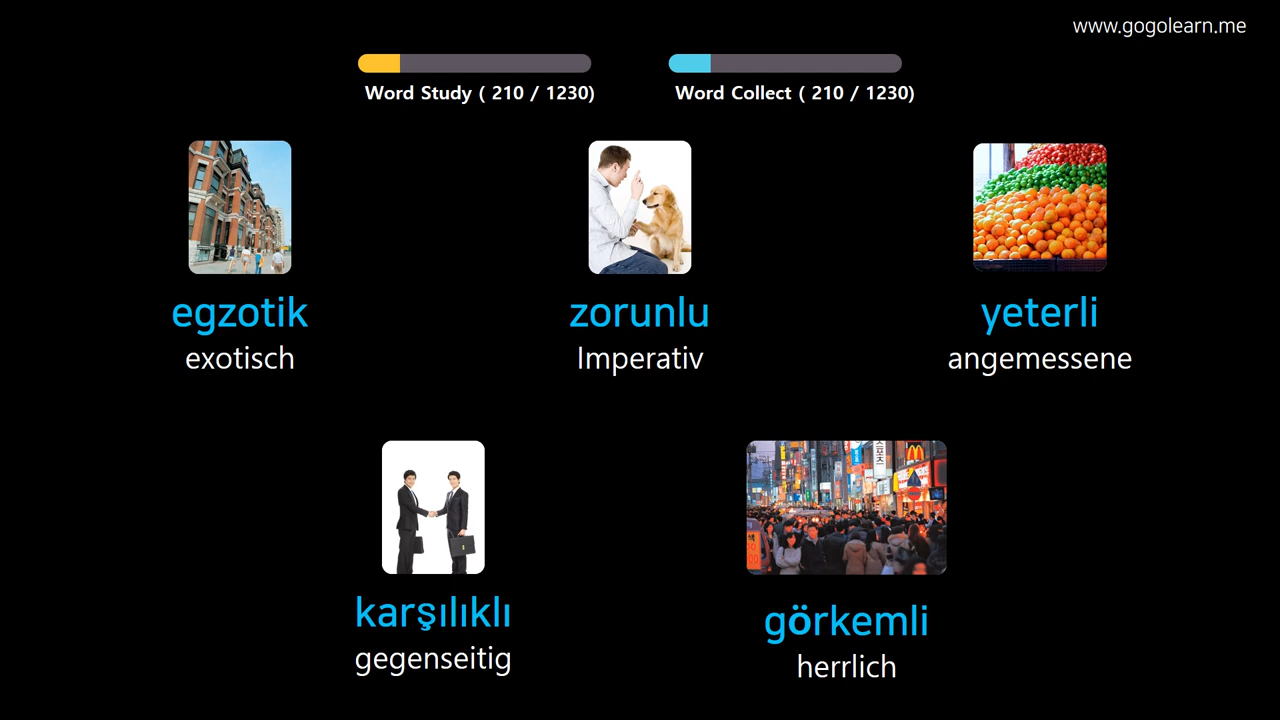 www.gogolearn.me
Word Study ( 210 / 1230)
Word Collect ( 210 / 1230)
egzotik
exotisch
zorunlu
Imperativ
yeterli
angemessene
karşılıklı
gegenseitig
görkemli
herrlich